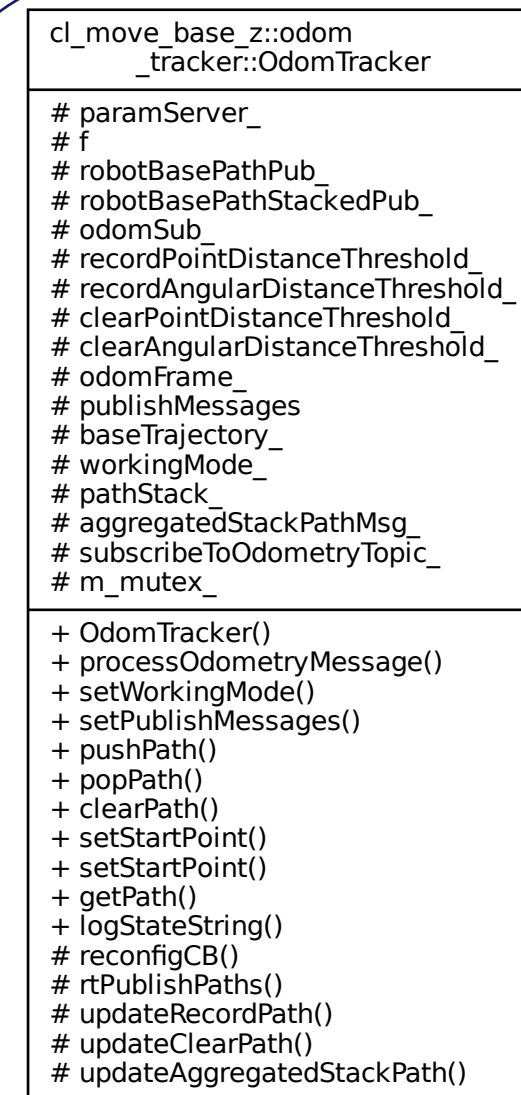 cl_move_base_z::odom
_tracker::OdomTracker
# paramServer_
# f
# robotBasePathPub_
# robotBasePathStackedPub_
# odomSub_
# recordPointDistanceThreshold_
# recordAngularDistanceThreshold_
# clearPointDistanceThreshold_
# clearAngularDistanceThreshold_
# odomFrame_
# publishMessages
# baseTrajectory_
# workingMode_
# pathStack_
# aggregatedStackPathMsg_
# subscribeToOdometryTopic_
# m_mutex_
+ OdomTracker()
+ processOdometryMessage()
+ setWorkingMode()
+ setPublishMessages()
+ pushPath()
+ popPath()
+ clearPath()
+ setStartPoint()
+ setStartPoint()
+ getPath()
+ logStateString()
# reconfigCB()
# rtPublishPaths()
# updateRecordPath()
# updateClearPath()
# updateAggregatedStackPath()